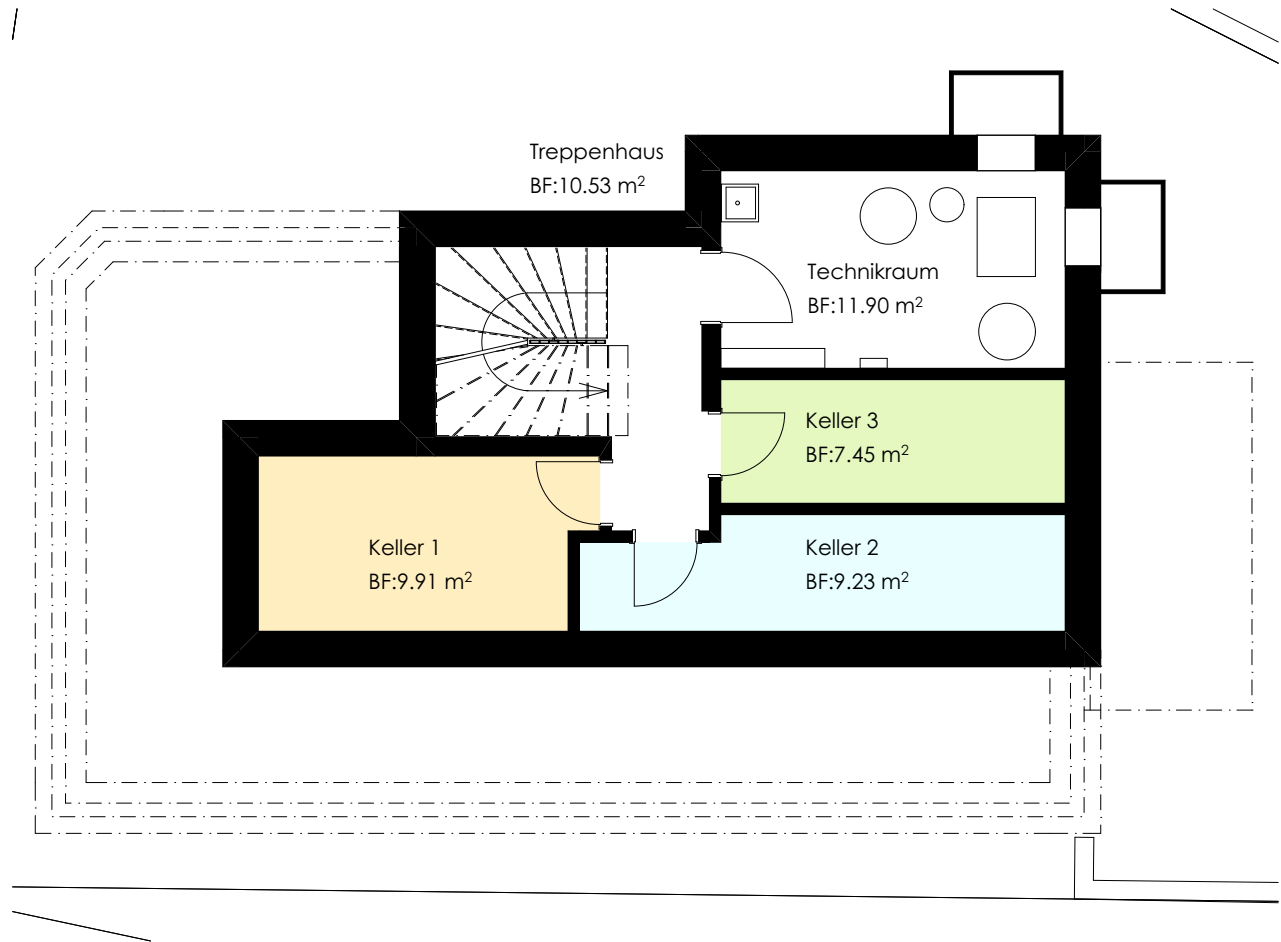 Treppenhaus
BF:10.53 m²
Technikraum
BF:11.90 m²
Keller 3
BF:7.45 m²
Keller 1
BF:9.91 m²
Keller 2
BF:9.23 m²